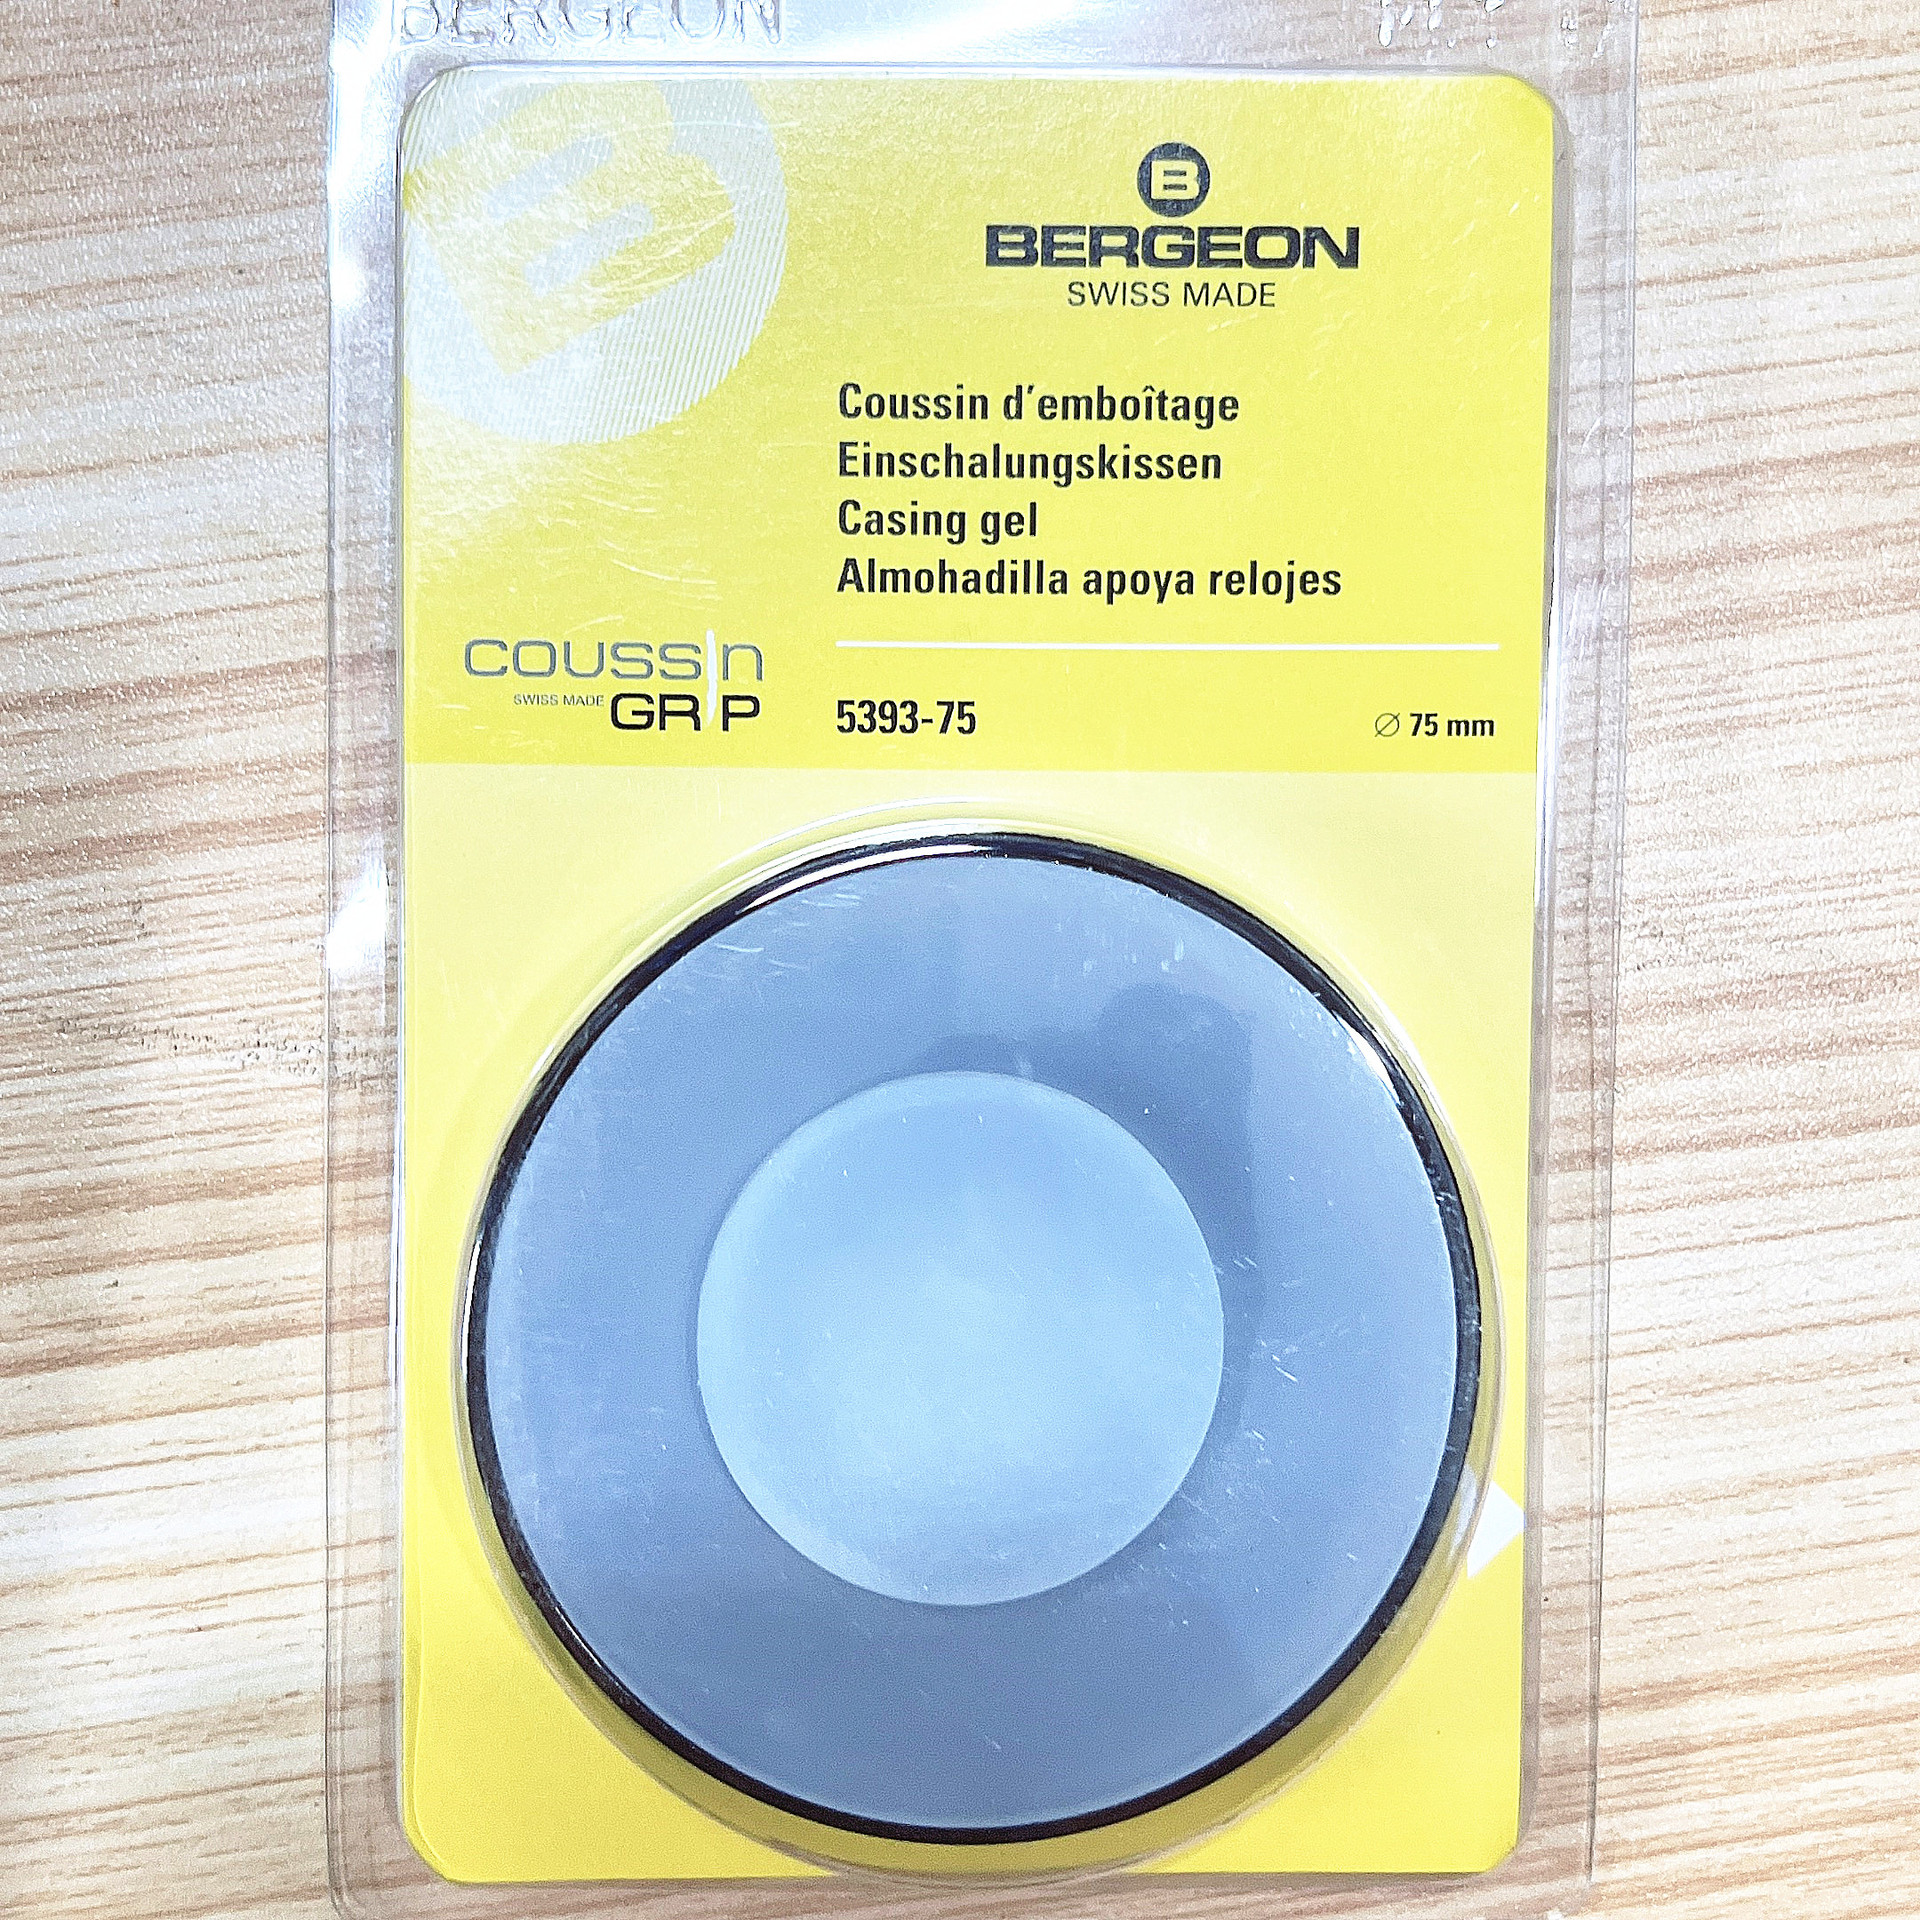 BERGEON
B
BERGEON
SWISS MADE
Coussin d'emboîtage
Einschalungskissen
Casing gel
Almohadilla apoya relojes
COUSSIN
SWISS MADE GRIP
5393-75
∅ 75 mm